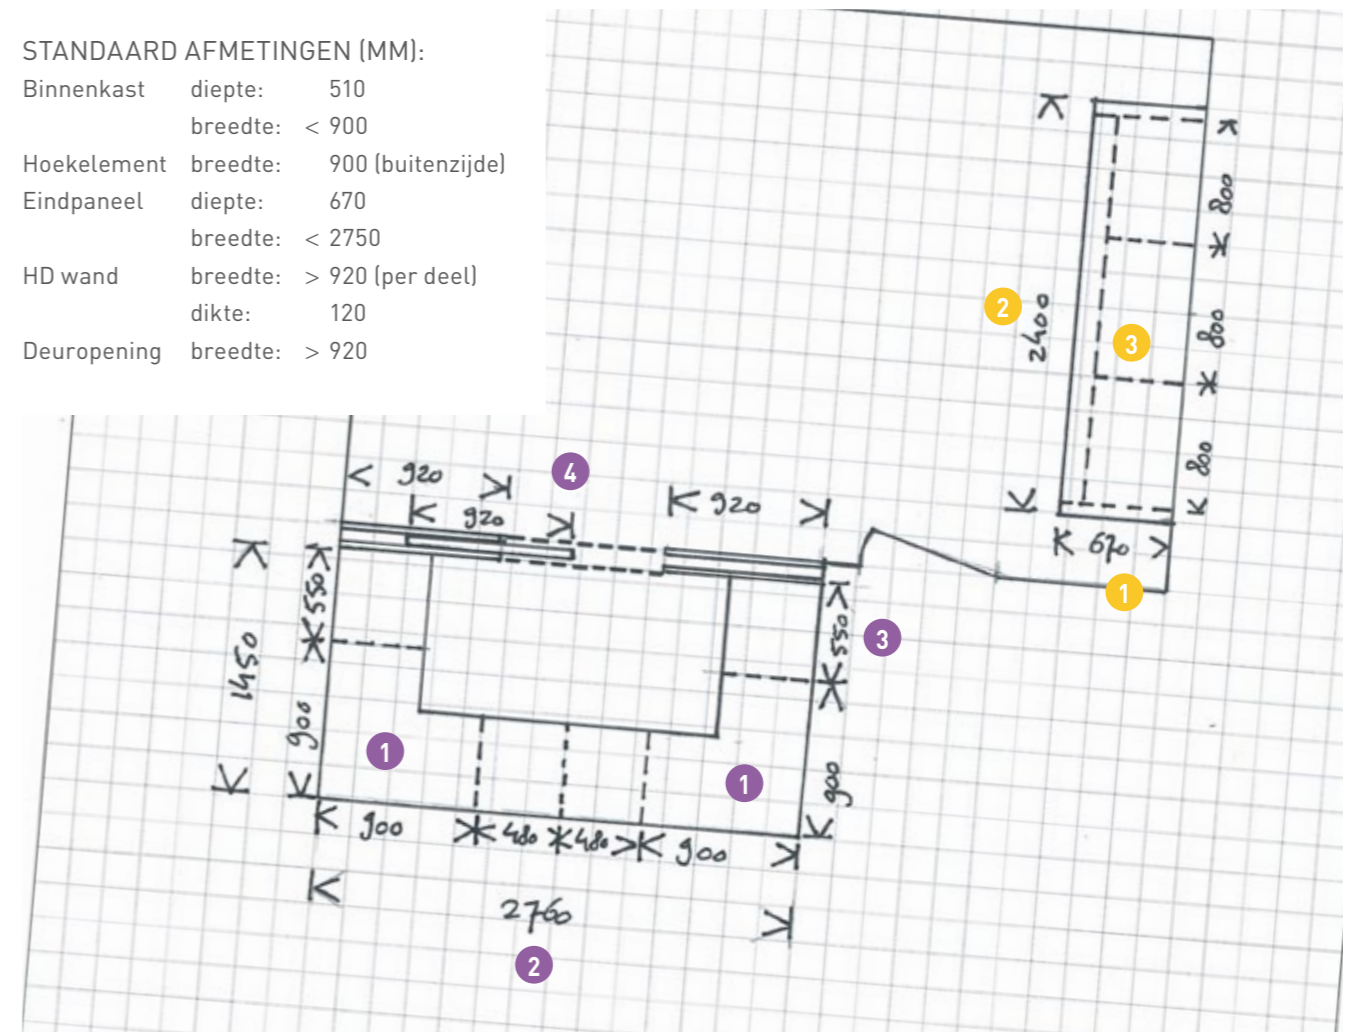 STANDAARD AFMETINGEN (MM):
Binnenkast diepte: 510
breedte: < 900
Hoekelement breedte: 900 (buitenzijde)
Eindpaneel diepte: 670
breedte: < 2750
HD wand breedte: > 920 (per deel)
dikte: 120
Deuropening breedte: > 920
800
2
2400
800
3
800
670
1
920
4
920
920
550
550
3
1450
900
1
1
900
900
480
480
900
2760
2